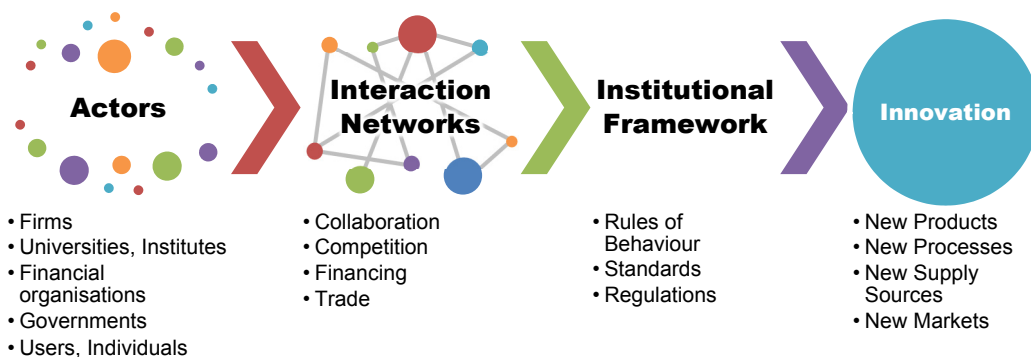 Actors
• Firms
• Universities, Institutes
• Financial
organisations
• Governments
• Users, Individuals
Interaction
Networks
• Collaboration
• Competition
• Financing
• Trade
Institutional
Framework
• Rules of
Behaviour
• Standards
• Regulations
Innovation
• New Products
• New Processes
• New Supply
Sources
• New Markets